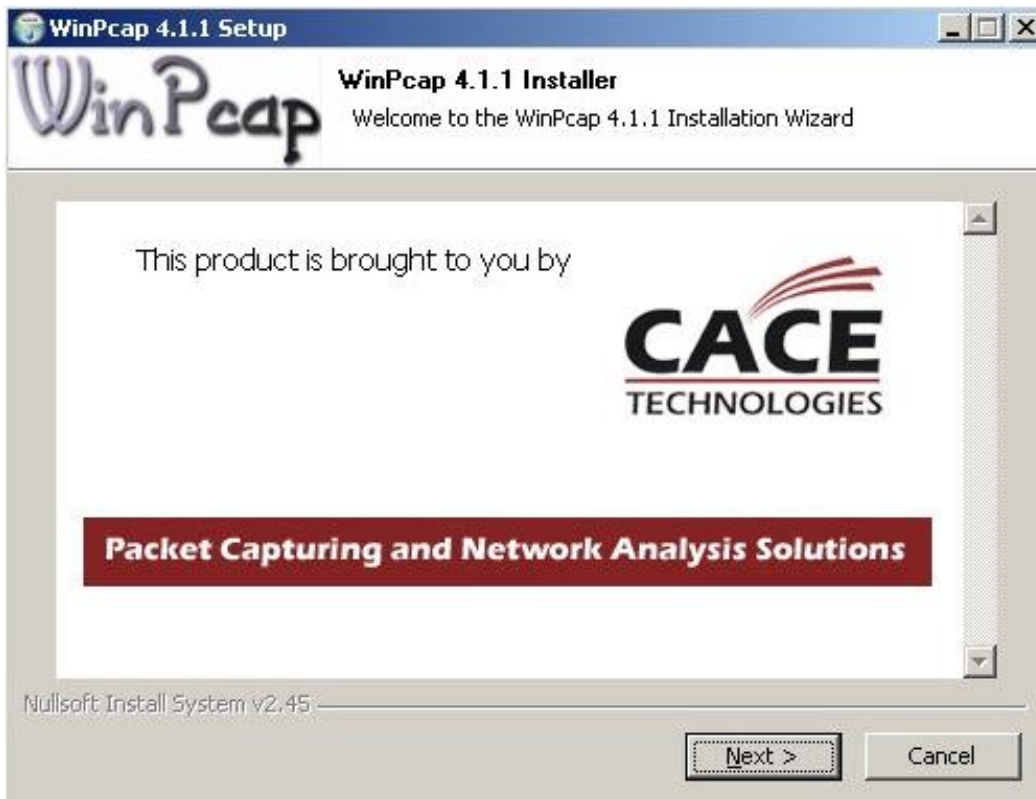 WinPcap 4.1.1 Setup
WinPcap
WinPcap 4.1.1 Installer
Welcome to the WinPcap 4.1.1 Installation Wizard
This product is brought to you by
CACE
TECHNOLOGIES
Packet Capturing and Network Analysis Solutions
Nullsoft Install System v2.45
Next >
Cancel